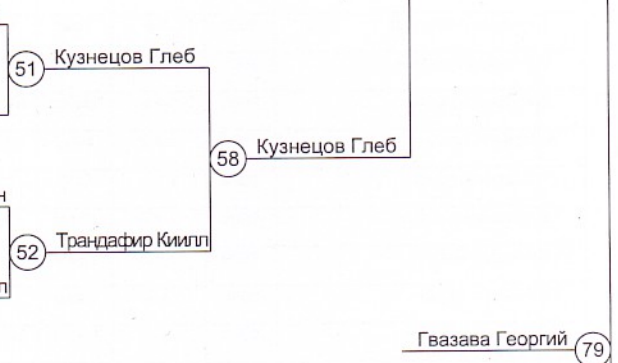 51 Кузнецов Глеб
58 Кузнецов Глеб
н
52 Трандафир Киилл
л
Гвазава Георгий 79